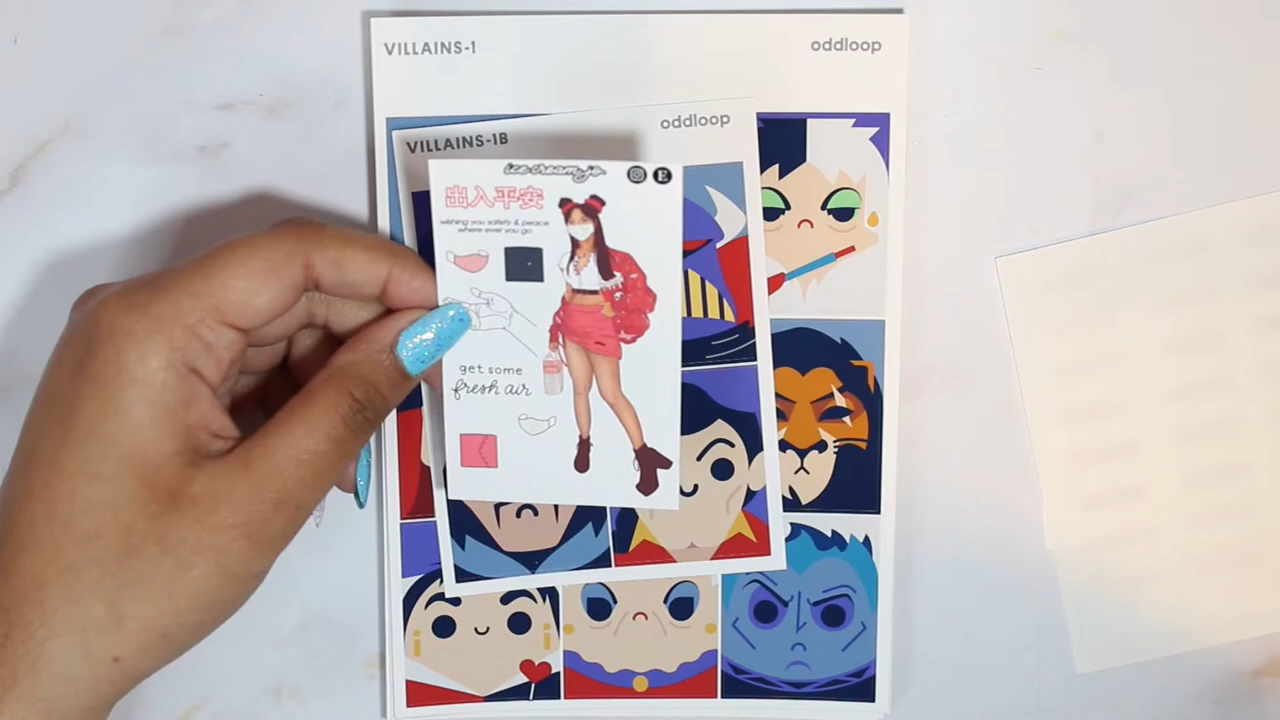 VILLAINS-1
oddloop
VILLAINS-1B
oddloop
ice.cream.jo
E
出入平安
wishing you safety & peace
where ever you go.
get some
fresh air